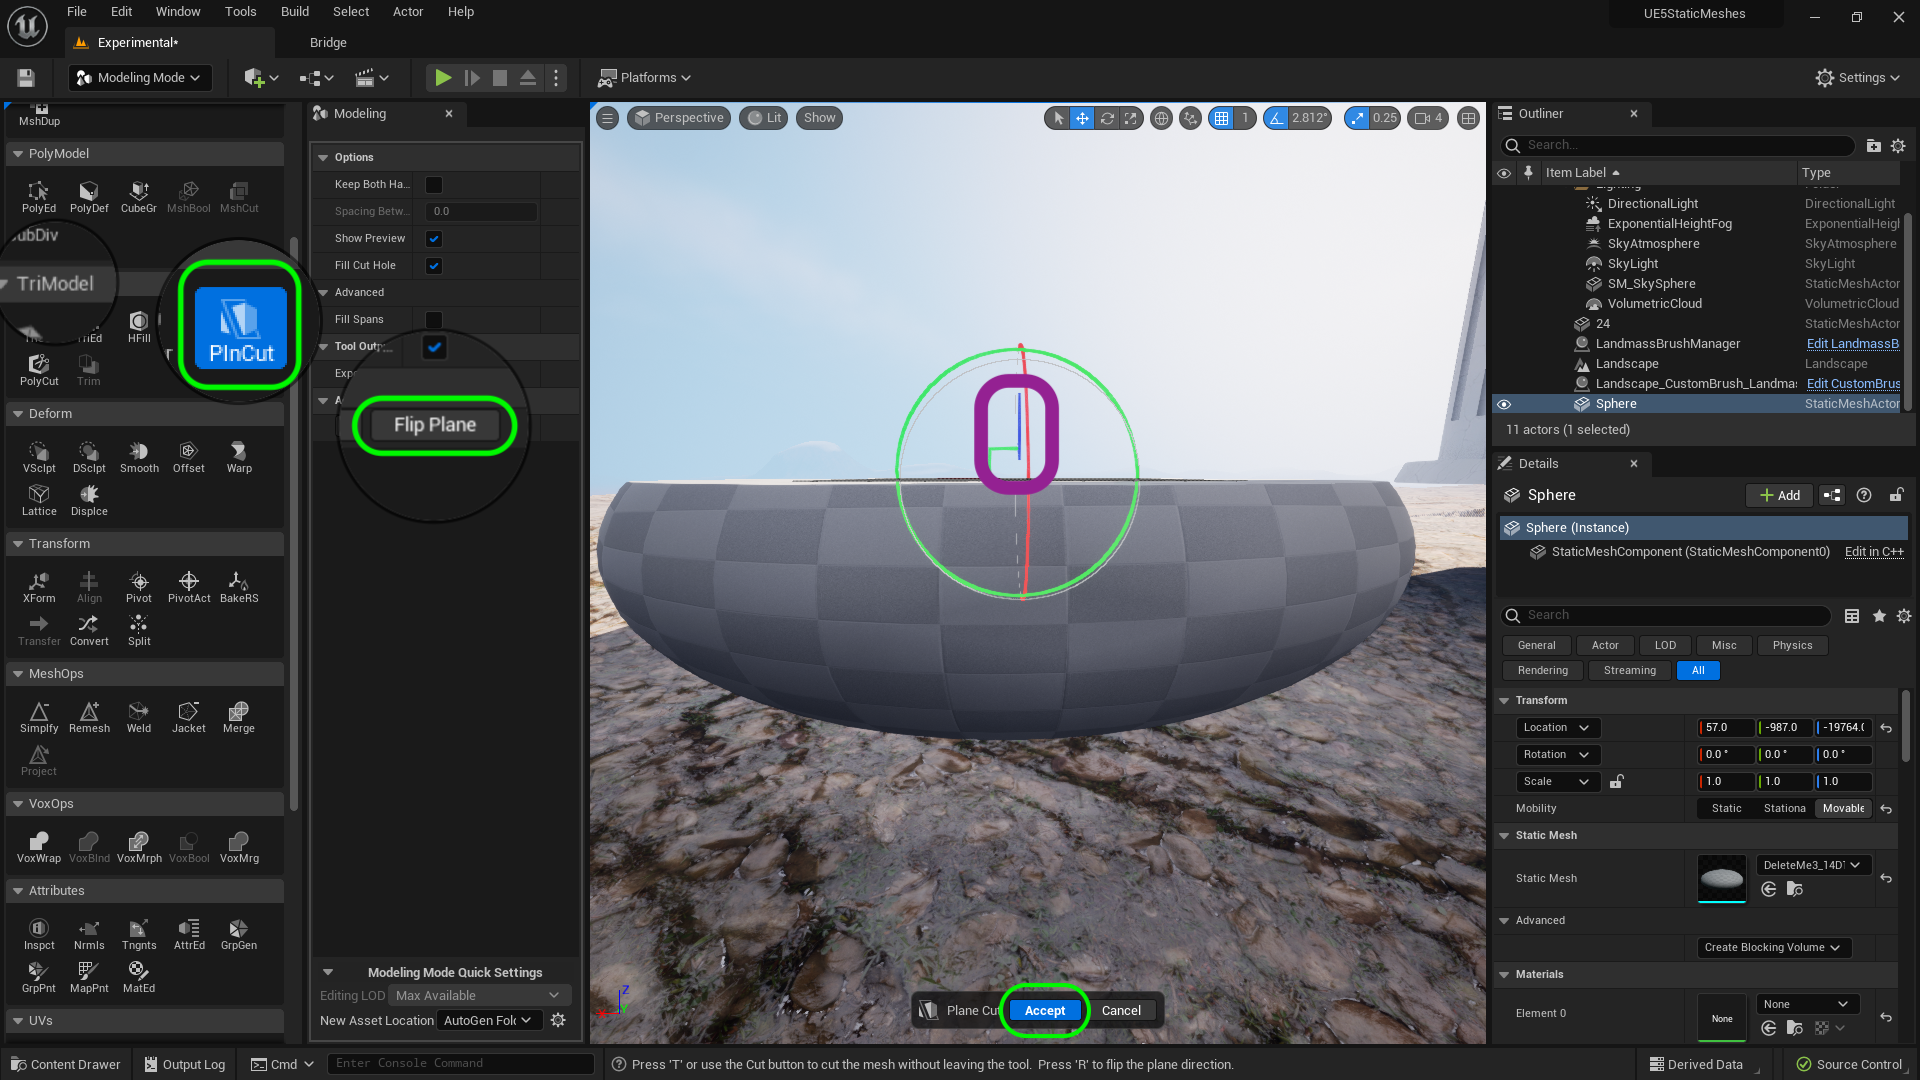 File Edit Window Tools Build Select Actor Help
UE5StaticMeshes
Experimental*
Bridge
Modeling Mode
Platforms
Settings
MshDup
PolyModel
PolyEd PolyDef CubeGr MshBool MshCut
ubDiv
TriModel
PlnCut
HFill
PolyCut Trim
Deform
VSclpt DSclpt Smooth Offset Warp
Lattice Displce
Transform
XForm Align Pivot PivotAct BakeRS
Transfer Convert Split
MeshOps
Simplfy Remesh Weld Jacket Merge
Project
VoxOps
VoxWrap VoxBlnd VoxMrph VoxBool VoxMrg
Attributes
Inspct Nrmls Tngnts AttrEd GrpGen
GrpPnt MapPnt MatEd
UVs
Modeling
Options
Keep Both Ha...
Spacing Betw... 0.0
Show Preview
Fill Cut Hole
Advanced
Fill Spans
Tool Outp...
Exp
A
Flip Plane
Modeling Mode Quick Settings
Editing LOD Max Available
New Asset Location AutoGen Fol
Perspective Lit Show
1 2.812° 0.25 4
Z
X Y
Plane Cu Accept Cancel
Outliner
Search...
Item Label Type
Lighting Folder
DirectionalLight DirectionalLight
ExponentialHeightFog ExponentialHeigl
SkyAtmosphere SkyAtmosphere
SkyLight SkyLight
SM_SkySphere StaticMeshActor
VolumetricCloud VolumetricCloud
24 StaticMeshActor
LandmassBrushManager Edit LandmassB
Landscape Landscape
Landscape_CustomBrush_Landmas Edit CustomBrus
Sphere StaticMeshActor
11 actors (1 selected)
Details
Sphere
Add
Sphere (Instance)
StaticMeshComponent (StaticMeshComponent0) Edit in C++
Search
General Actor LOD Misc Physics
Rendering Streaming All
Transform
Location 57.0 -987.0 -19764.(
Rotation 0.0 ° 0.0 ° 0.0 °
Scale 1.0 1.0 1.0
Mobility Static Stationa Movable
Static Mesh
Static Mesh DeleteMe3_14D1
Advanced
Create Blocking Volume
Materials
Element 0 None None
Content Drawer Output Log Cmd Enter Console Command
Press 'T' or use the Cut button to cut the mesh without leaving the tool. Press 'R' to flip the plane direction.
Derived Data Source Control